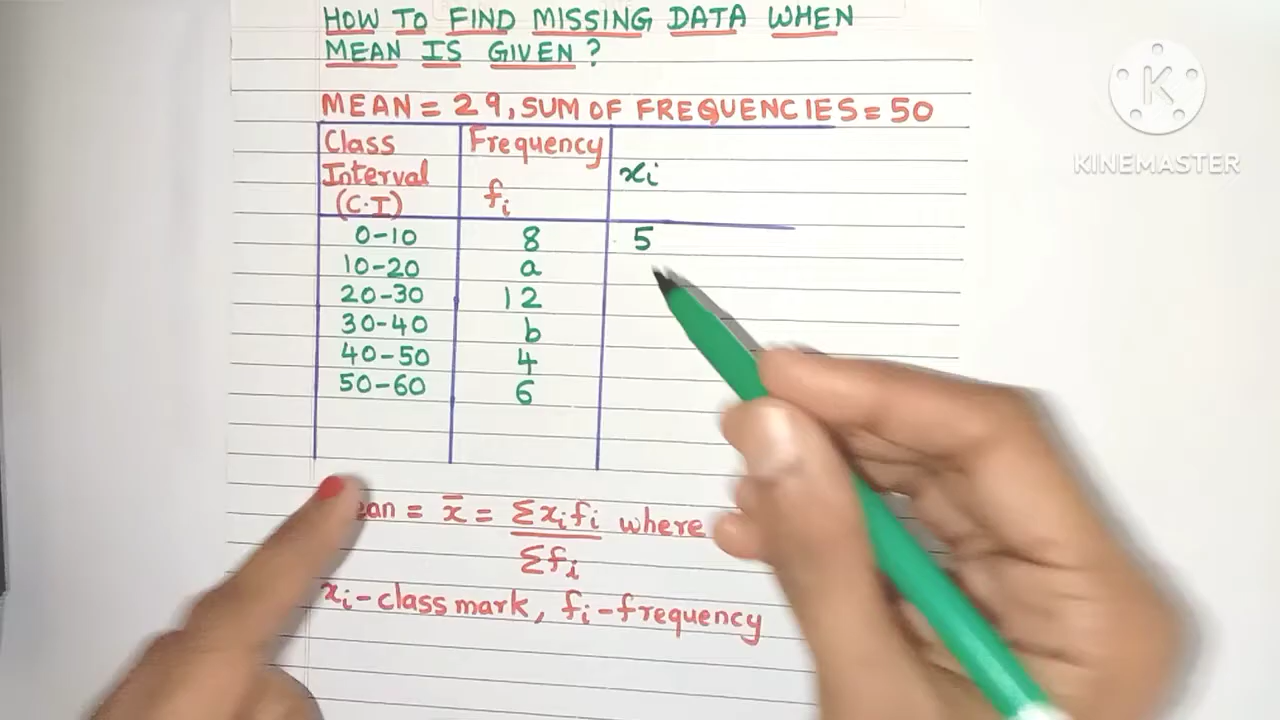 HOW TO FIND MISSING DATA WHEN
MEAN IS GIVEN ?
MEAN = 29, SUM OF FREQUENCIES = 50
Class Interval (C.I) Frequency fi xi
0-10 8 5
10-20 a
20-30 12
30-40 b
40-50 4
50-60 6
x̄ = Σxifi where
Σfi
xi - class mark, fi - frequency
K
KINEMASTER